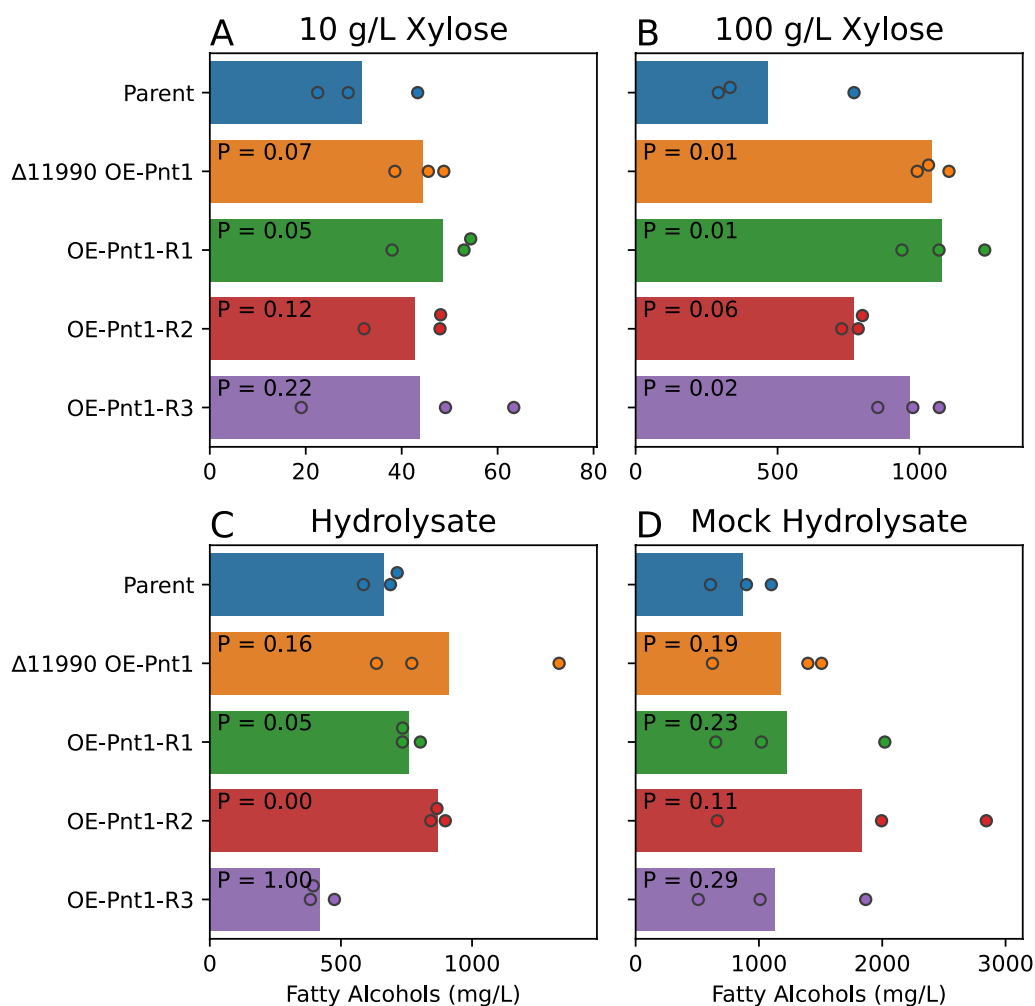 A 10 g/L Xylose
B 100 g/L Xylose
Parent
Δ11990 OE-Pnt1
OE-Pnt1-R1
OE-Pnt1-R2
OE-Pnt1-R3
P = 0.07
P = 0.05
P = 0.12
P = 0.22
0 20 40 60 80
P = 0.01
P = 0.01
P = 0.06
P = 0.02
0 500 1000
C Hydrolysate
D Mock Hydrolysate
Parent
Δ11990 OE-Pnt1
OE-Pnt1-R1
OE-Pnt1-R2
OE-Pnt1-R3
P = 0.16
P = 0.05
P = 0.00
P = 1.00
0 500 1000
Fatty Alcohols (mg/L)
P = 0.19
P = 0.23
P = 0.11
P = 0.29
0 1000 2000 3000
Fatty Alcohols (mg/L)